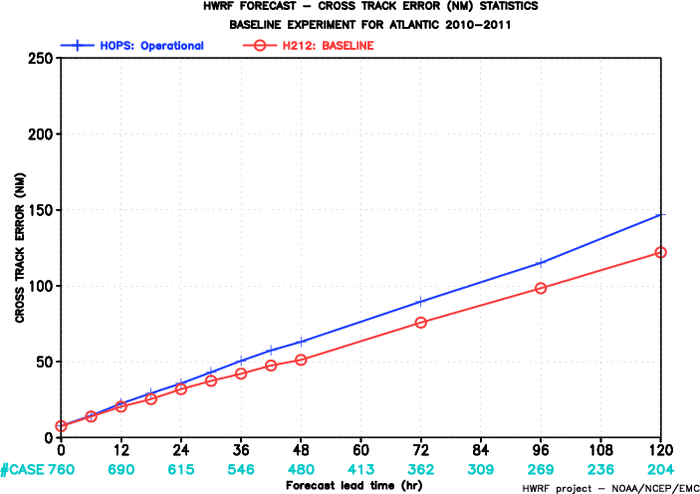 HWRF FORECAST – CROSS TRACK ERROR (NM) STATISTICS
BASELINE EXPERIMENT FOR ATLANTIC 2010–2011
HOPS: Operational H212: BASELINE
250
200
150
100
50
0
CROSS TRACK ERROR (NM)
0 12 24 36 48 60 72 84 96 108 120
#CASE 760 690 615 546 480 413 362 309 269 236 204
Forecast lead time (hr)
HWRF project – NOAA/NCEP/EMC